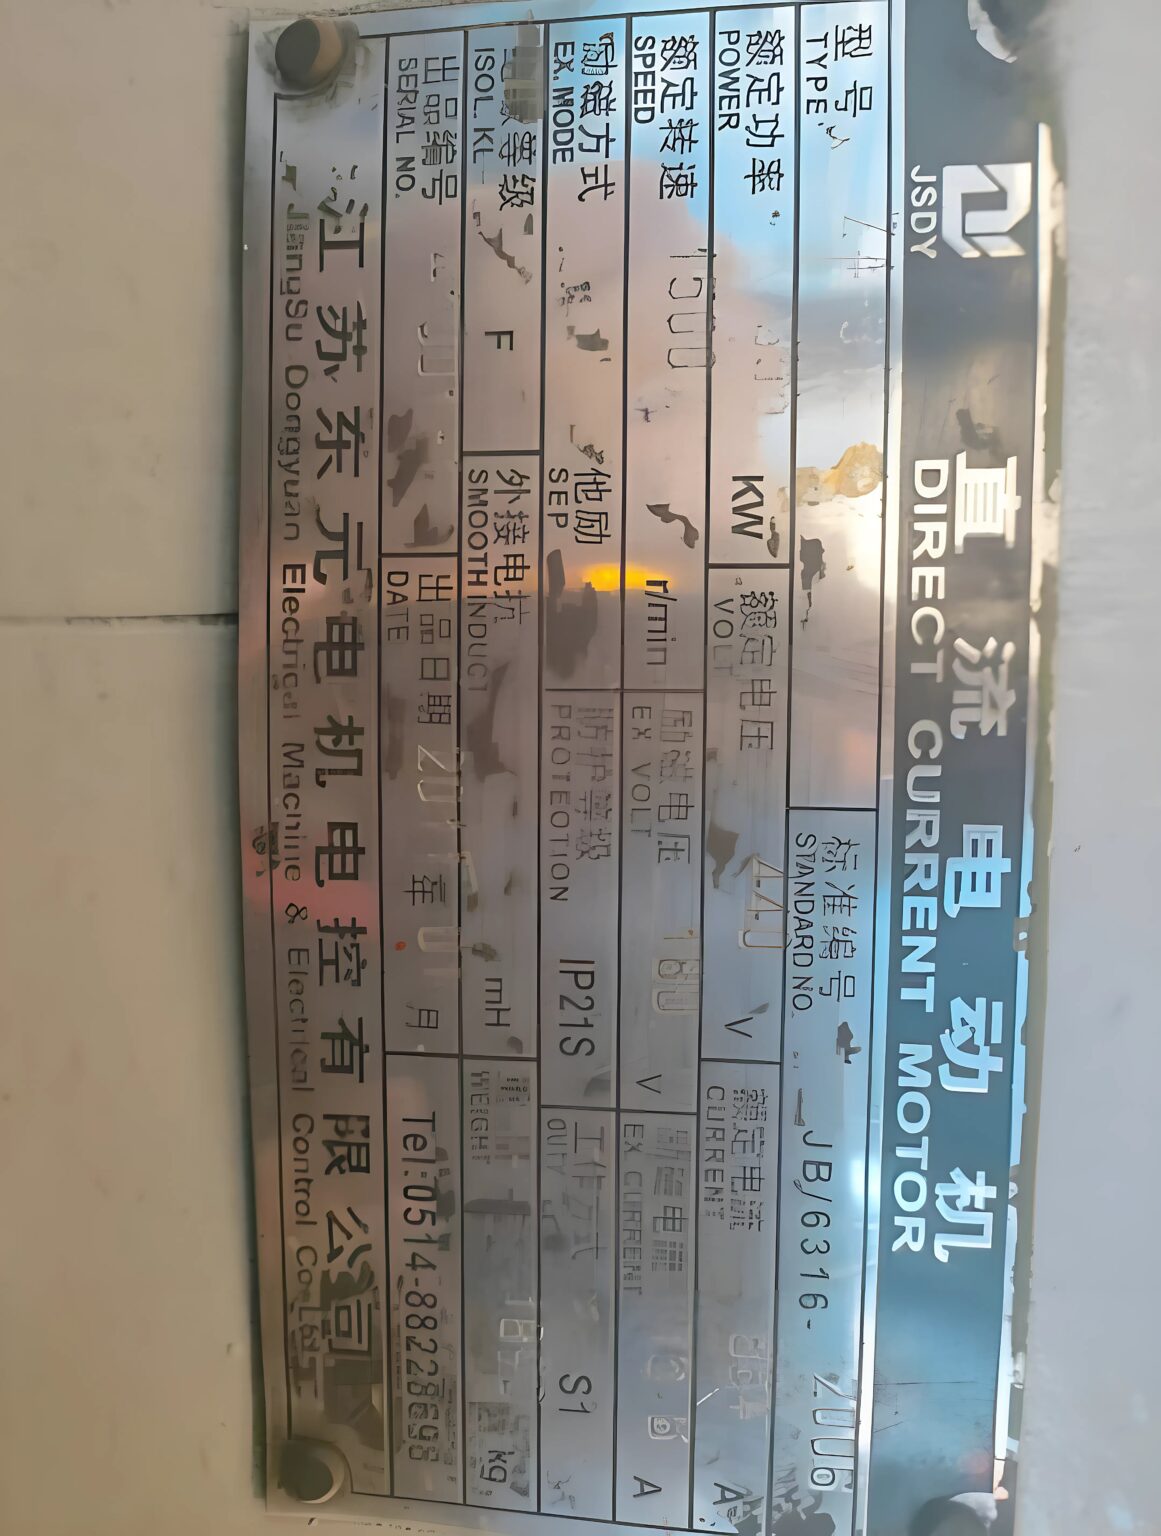 JSDY
直流电动机
DIRECT CURRENT MOTOR
型号
TYPE
标准编号 JB/6316-2006
STANDARD NO
额定功率 KW
POWER
额定电压 440 V
VOLT
额定电流 A
CURRENT
额定转速 1500 r/min
SPEED
励磁电压 180 V
EX VOLT
励磁电流 A
EX CURRENT
励磁方式 他励
EX. MODE SEP
防护等级 IP21S
PROTEOTION
工作方式 S1
等级 F
ISOL. KL
外接电抗 mH
SMOOTH INDUCT
kg
WEIGHT
出品编号
SERIAL NO.
出品日期 年 01 月
DATE
Tel:0514-88228698
江苏东元电机电控有限公司
JiangSu Dongyuan Electrical Machine & Electrical Control Co.